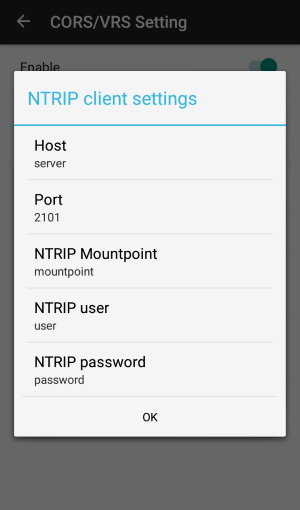 CORS/VRS Setting
Enable
NTRIP client settings
Host
server
Port
2101
NTRIP Mountpoint
mountpoint
NTRIP user
user
NTRIP password
password
OK